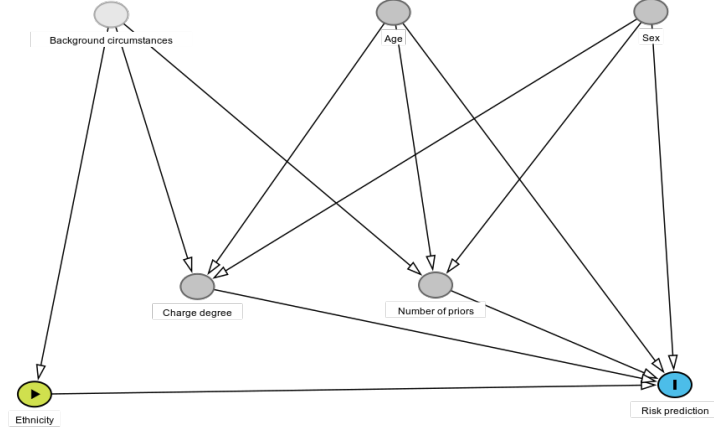 Background circumstances
Age
Sex
Charge degree
Number of priors
Ethnicity
Risk prediction